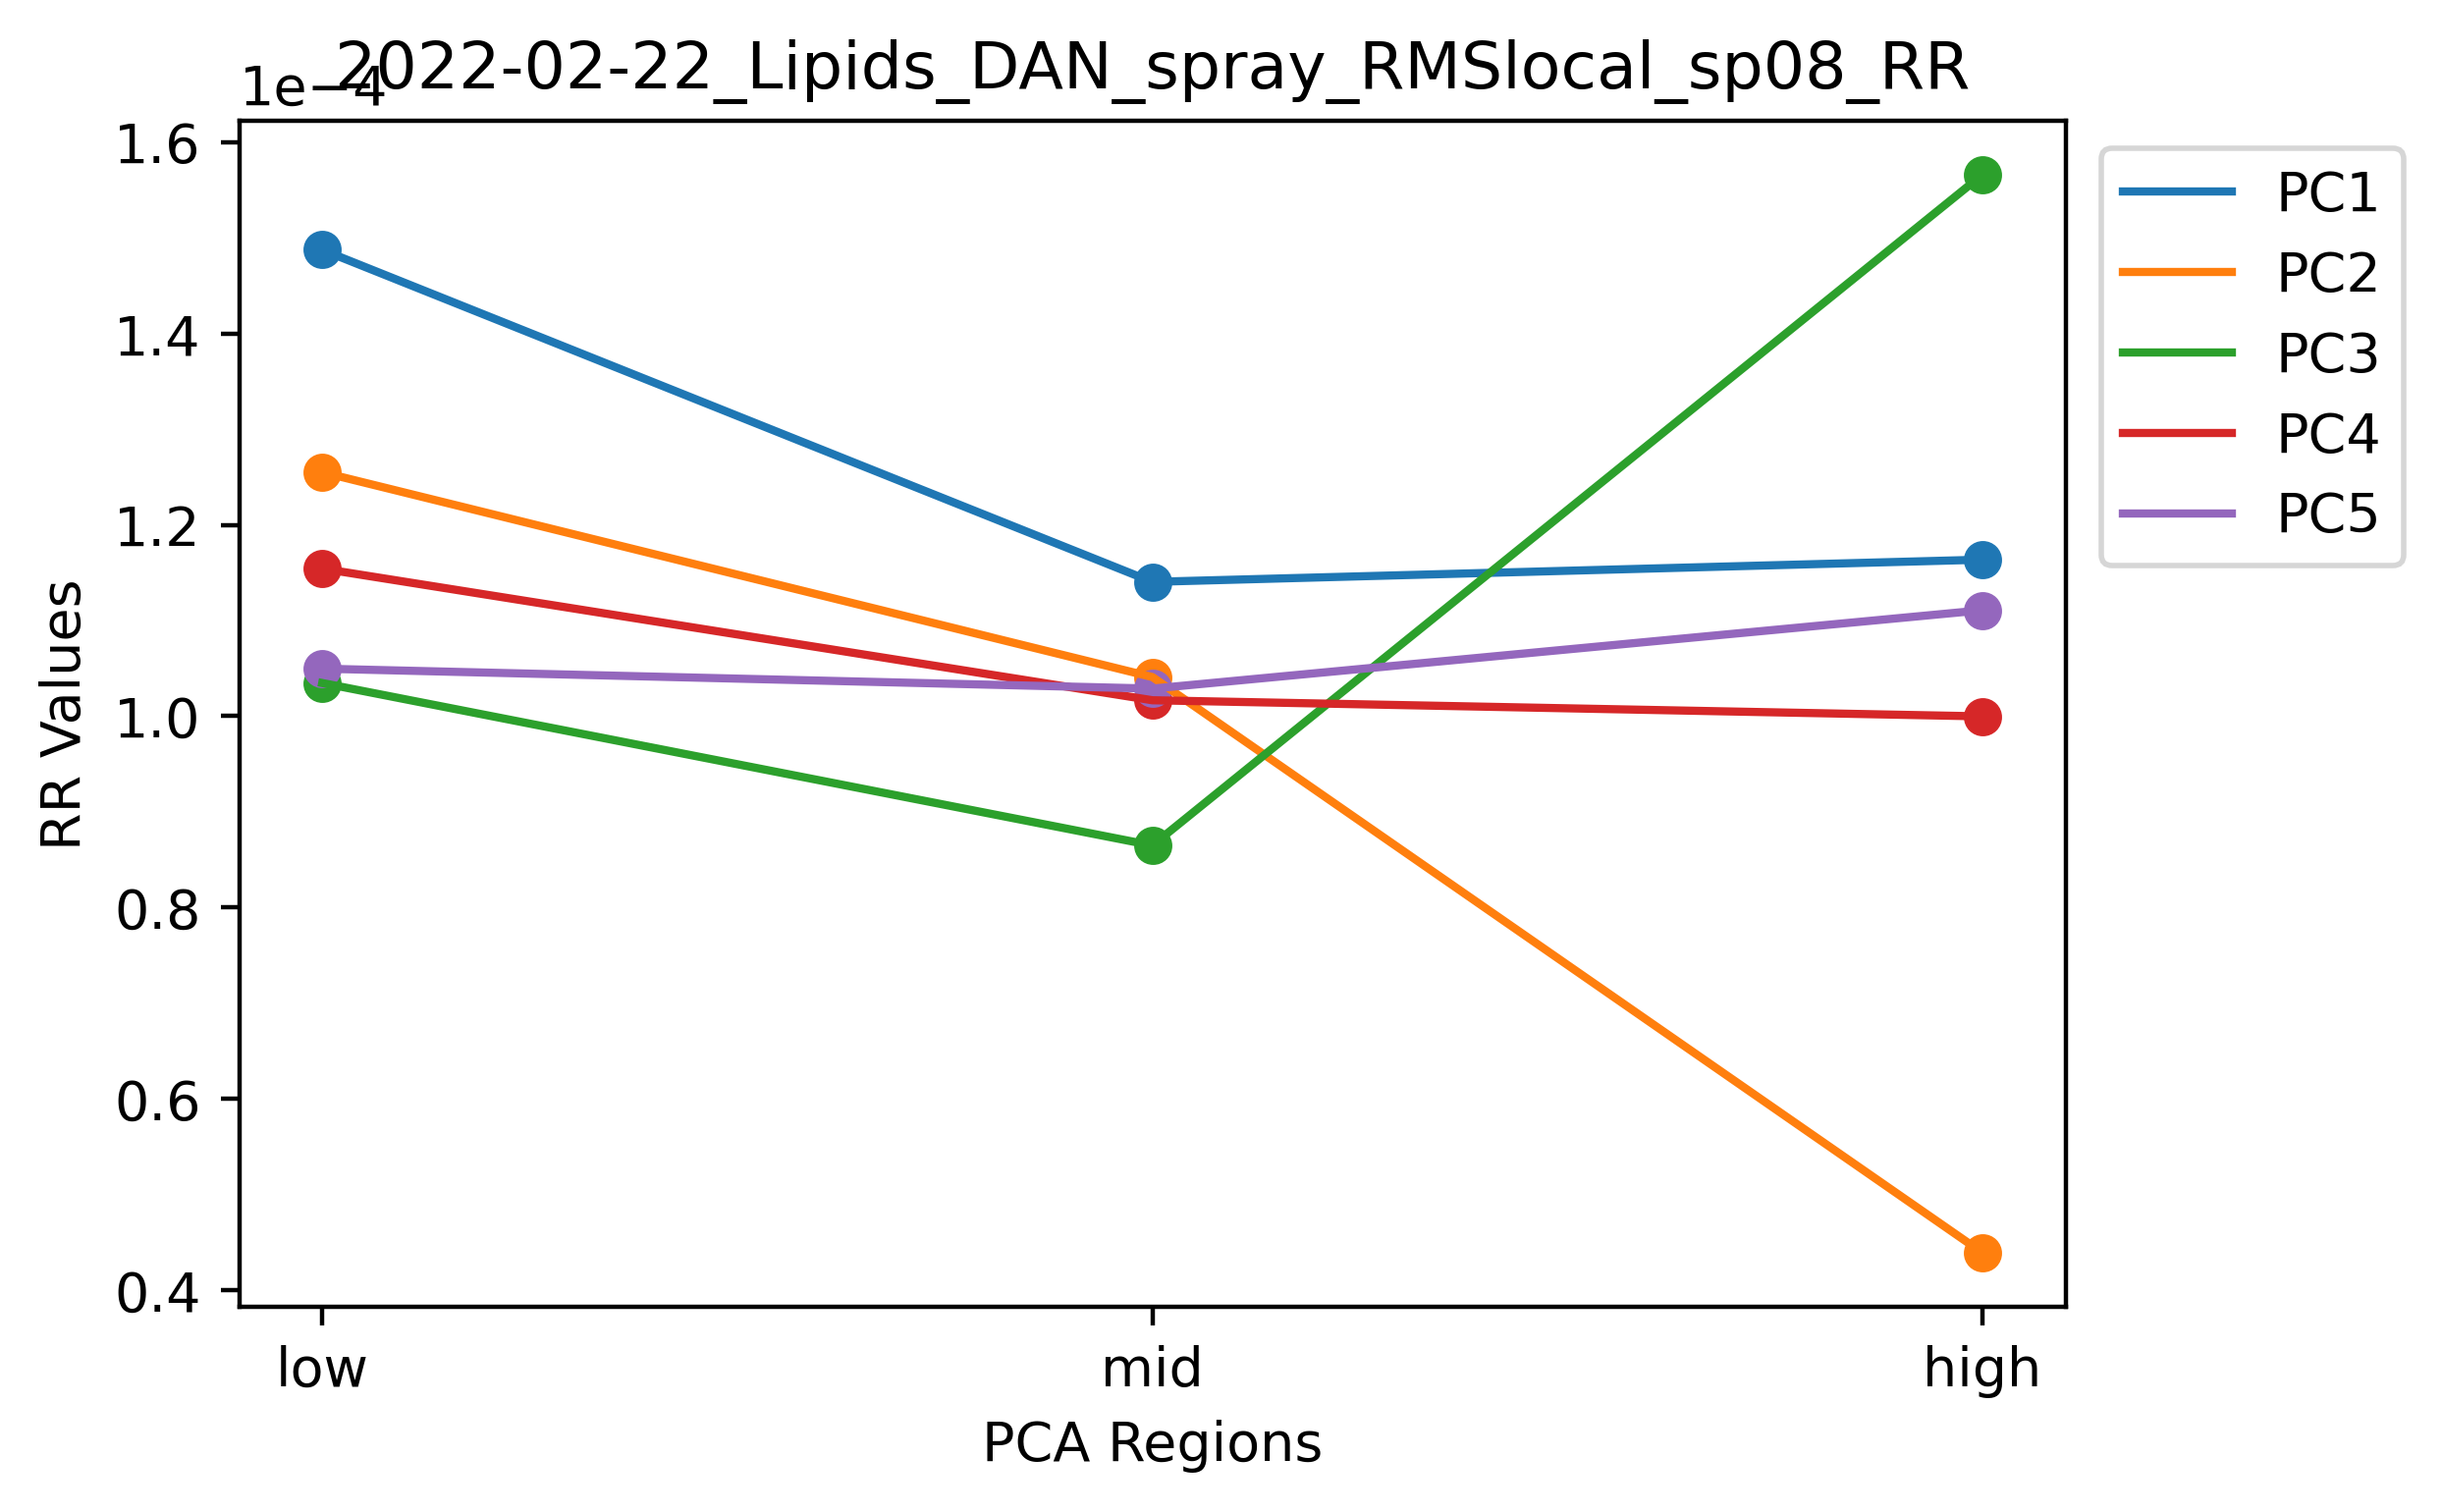 2022-02-22_Lipids_DAN_spray_RMSlocal_sp08_RR
1e−4
1.6
1.4
1.2
1.0
0.8
0.6
0.4
RR Values
low
mid
high
PCA Regions
PC1
PC2
PC3
PC4
PC5